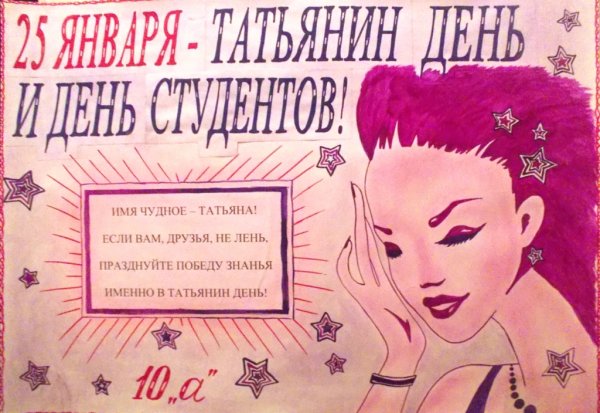 25 ЯНВАРЯ - ТАТЬЯНИН ДЕНЬ
И ДЕНЬ СТУДЕНТОВ!
ИМЯ ЧУДНОЕ – ТАТЬЯНА!
ЕСЛИ ВАМ, ДРУЗЬЯ, НЕ ЛЕНЬ,
ПРАЗДНУЙТЕ ПОБЕДУ ЗНАНЬЯ
ИМЕННО В ТАТЬЯНИН ДЕНЬ!
10 „а"